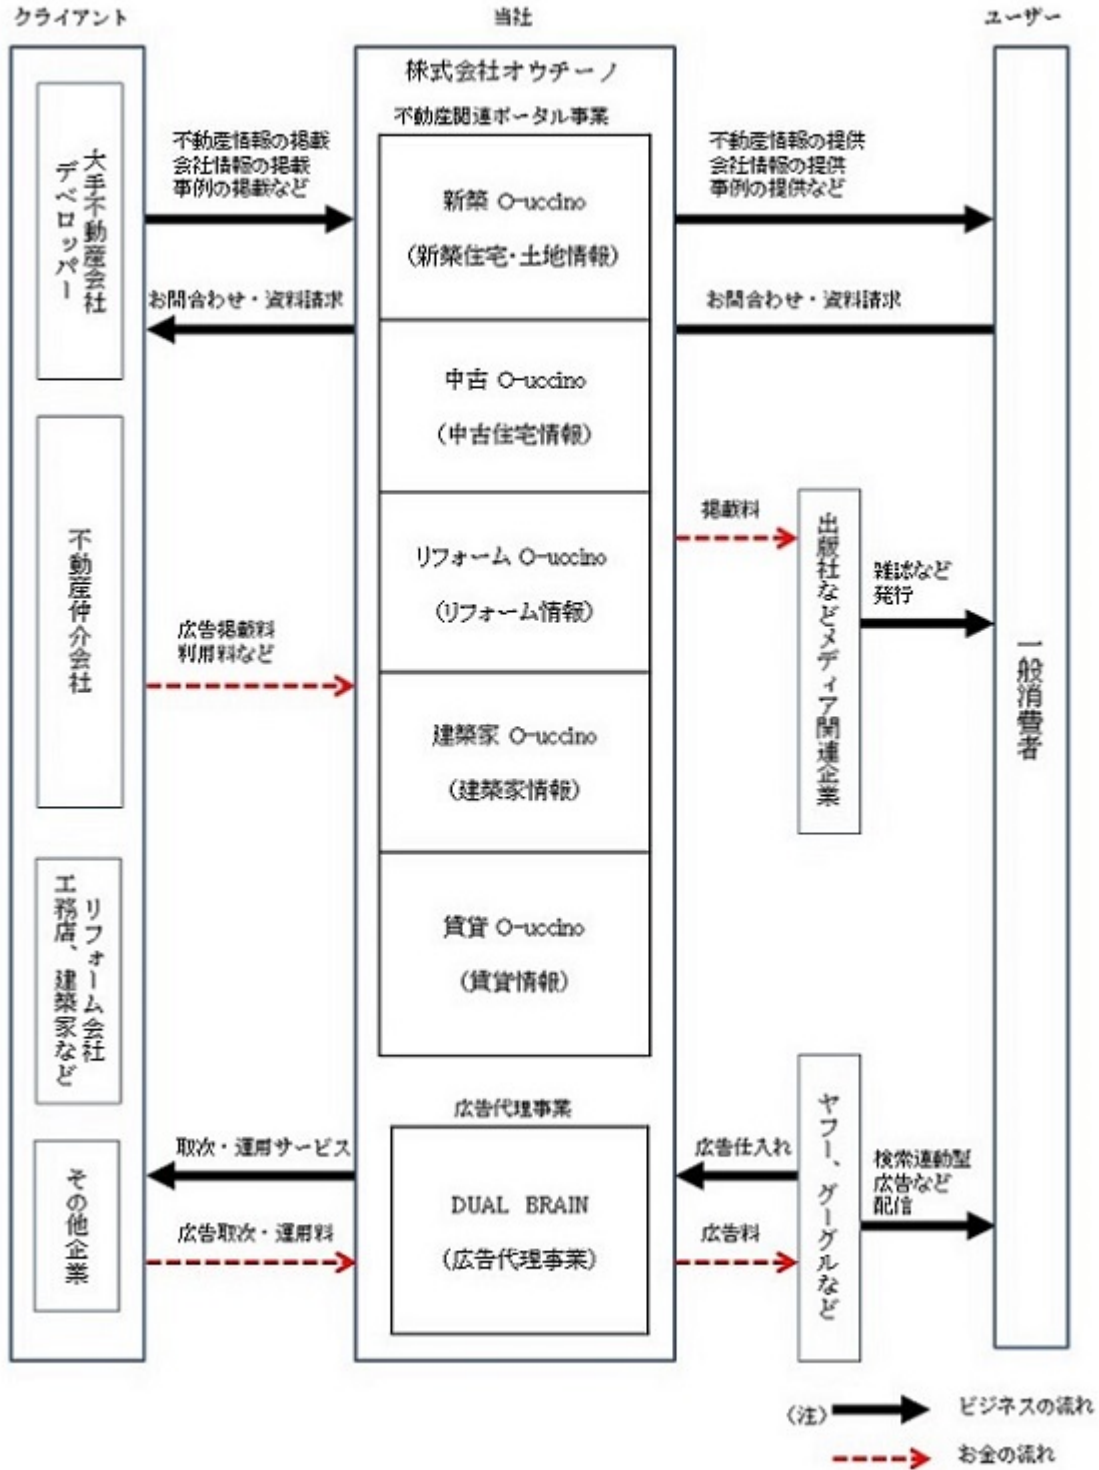 クライアント
当社
ユーザー
株式会社オウチーノ
不動産関連ポータル事業
大手不動産会社
デベロッパー
不動産仲介会社
リフォーム会社
工務店、建築家など
その他企業
不動産情報の掲載
会社情報の掲載
事例の掲載など
お問合わせ・資料請求
広告掲載料
利用料など
取次・運用サービス
広告取次・運用料
新築 O-uccino
(新築住宅・土地情報)
中古 O-uccino
(中古住宅情報)
リフォーム O-uccino
(リフォーム情報)
建築家 O-uccino
(建築家情報)
賃貸 O-uccino
(賃貸情報)
広告代理事業
DUAL BRAIN
(広告代理事業)
不動産情報の提供
会社情報の提供
事例の提供など
お問合わせ・資料請求
掲載料
出版社などメディア関連企業
雑誌など
発行
広告仕入れ
広告料
ヤフー、グーグルなど
検索連動型
広告など
配信
一般消費者
(注)
ビジネスの流れ
お金の流れ